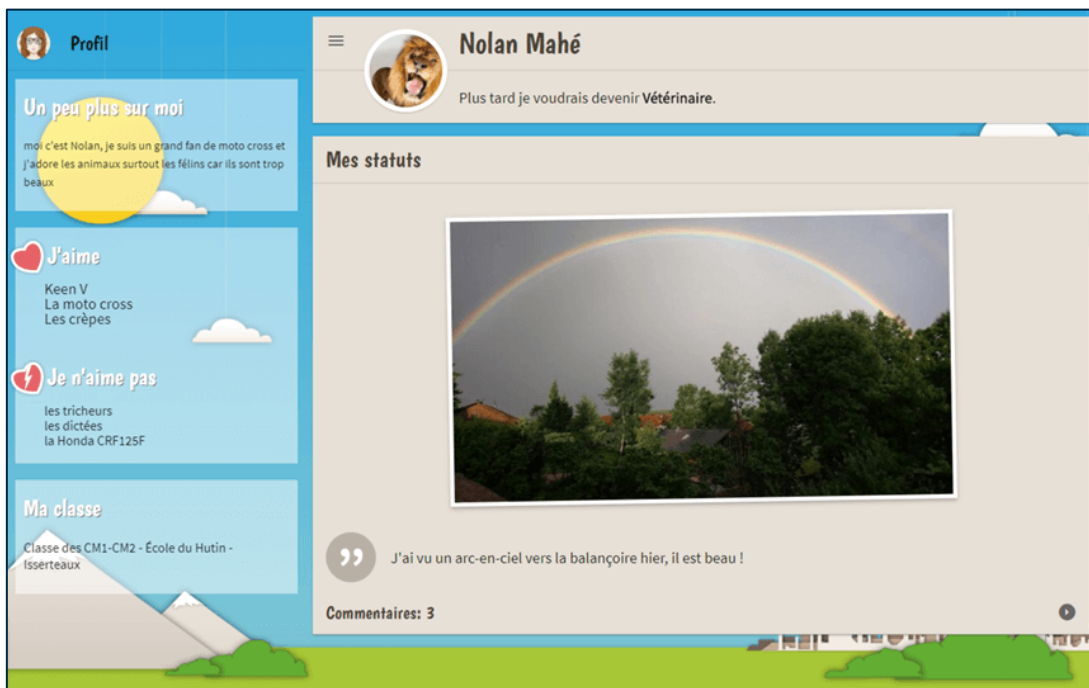 Profil
Un peu plus sur moi
moi c'est Nolan, je suis un grand fan de moto cross et
j'adore les animaux surtout les félins car ils sont trop
beaux
J'aime
Keen V
La moto cross
Les crèpes
Je n'aime pas
les tricheurs
les dictées
la Honda CRF125F
Ma classe
Classe des CM1-CM2 - École du Hutin -
Isserteaux
Nolan Mahé
Plus tard je voudrais devenir Vétérinaire.
Mes statuts
J'ai vu un arc-en-ciel vers la balançoire hier, il est beau !
Commentaires: 3